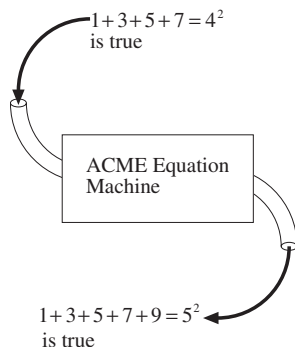 1+3+5+7=4²
is true
ACME Equation
Machine
1+3+5+7+9=5²
is true